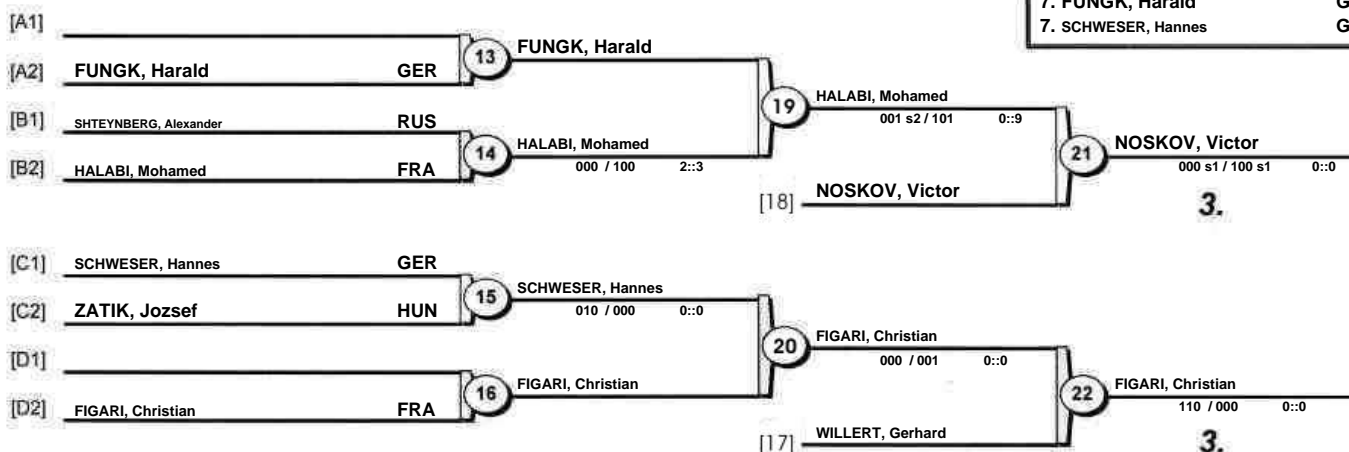 7. FUNGK, Harald G
7. SCHWESER, Hannes G
[A1]
[A2] FUNGK, Harald GER
13 FUNGK, Harald
[B1] SHTEYNBERG, Alexander RUS
[B2] HALABI, Mohamed FRA
14 HALABI, Mohamed
000 / 100 2::3
19 HALABI, Mohamed
001 s2 / 101 0::9
[18] NOSKOV, Victor
21 NOSKOV, Victor
000 s1 / 100 s1 0::0
3.
[C1] SCHWESER, Hannes GER
[C2] ZATIK, Jozsef HUN
15 SCHWESER, Hannes
010 / 000 0::0
[D1]
[D2] FIGARI, Christian FRA
16 FIGARI, Christian
20 FIGARI, Christian
000 / 001 0::0
[17] WILLERT, Gerhard
22 FIGARI, Christian
110 / 000 0::0
3.